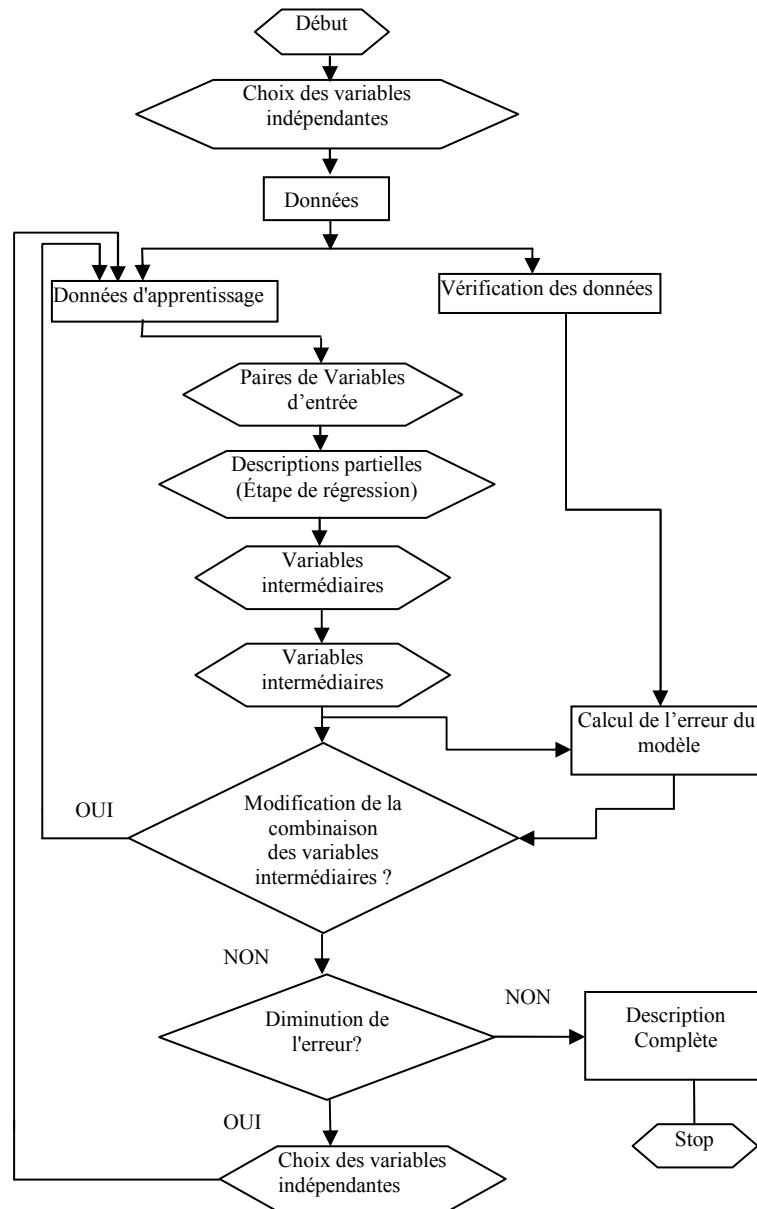 Début
Choix des variables
indépendantes
Données
Données d'apprentissage
Vérification des données
Paires de Variables
d’entrée
Descriptions partielles
(Étape de régression)
Variables
intermédiaires
Variables
intermédiaires
Calcul de l’erreur du
modèle
OUI
Modification de la
combinaison
des variables
intermédiaires ?
NON
NON
Diminution de
l'erreur?
Description
Complète
OUI
Stop
Choix des variables
indépendantes